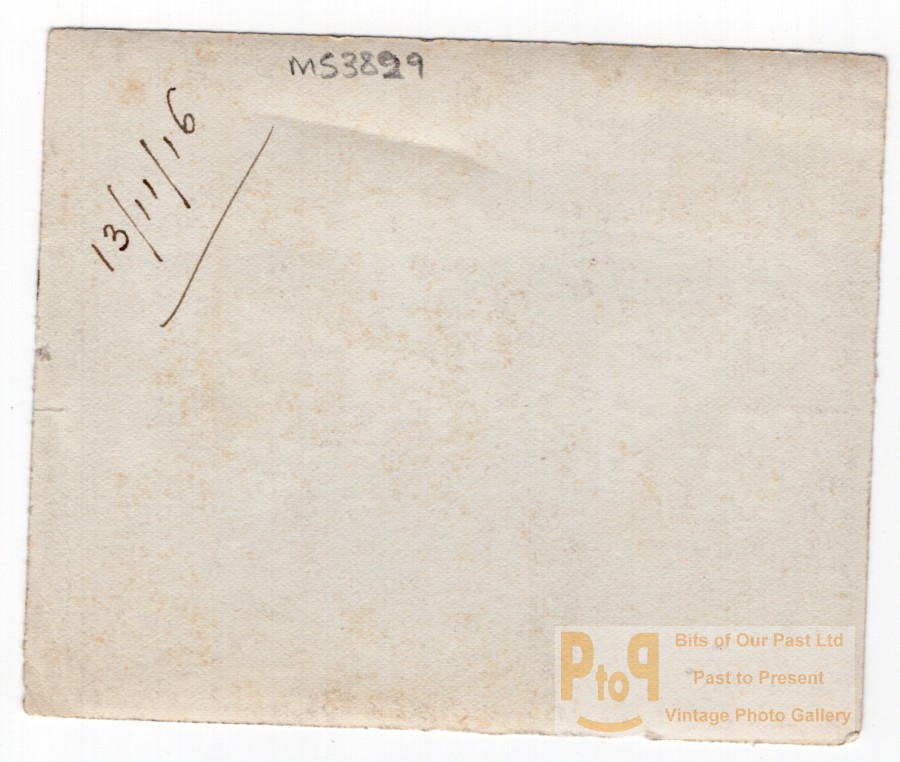 MS3829
13/11/16
PtoP
Bits of Our Past Ltd
Past to Present
Vintage Photo Gallery